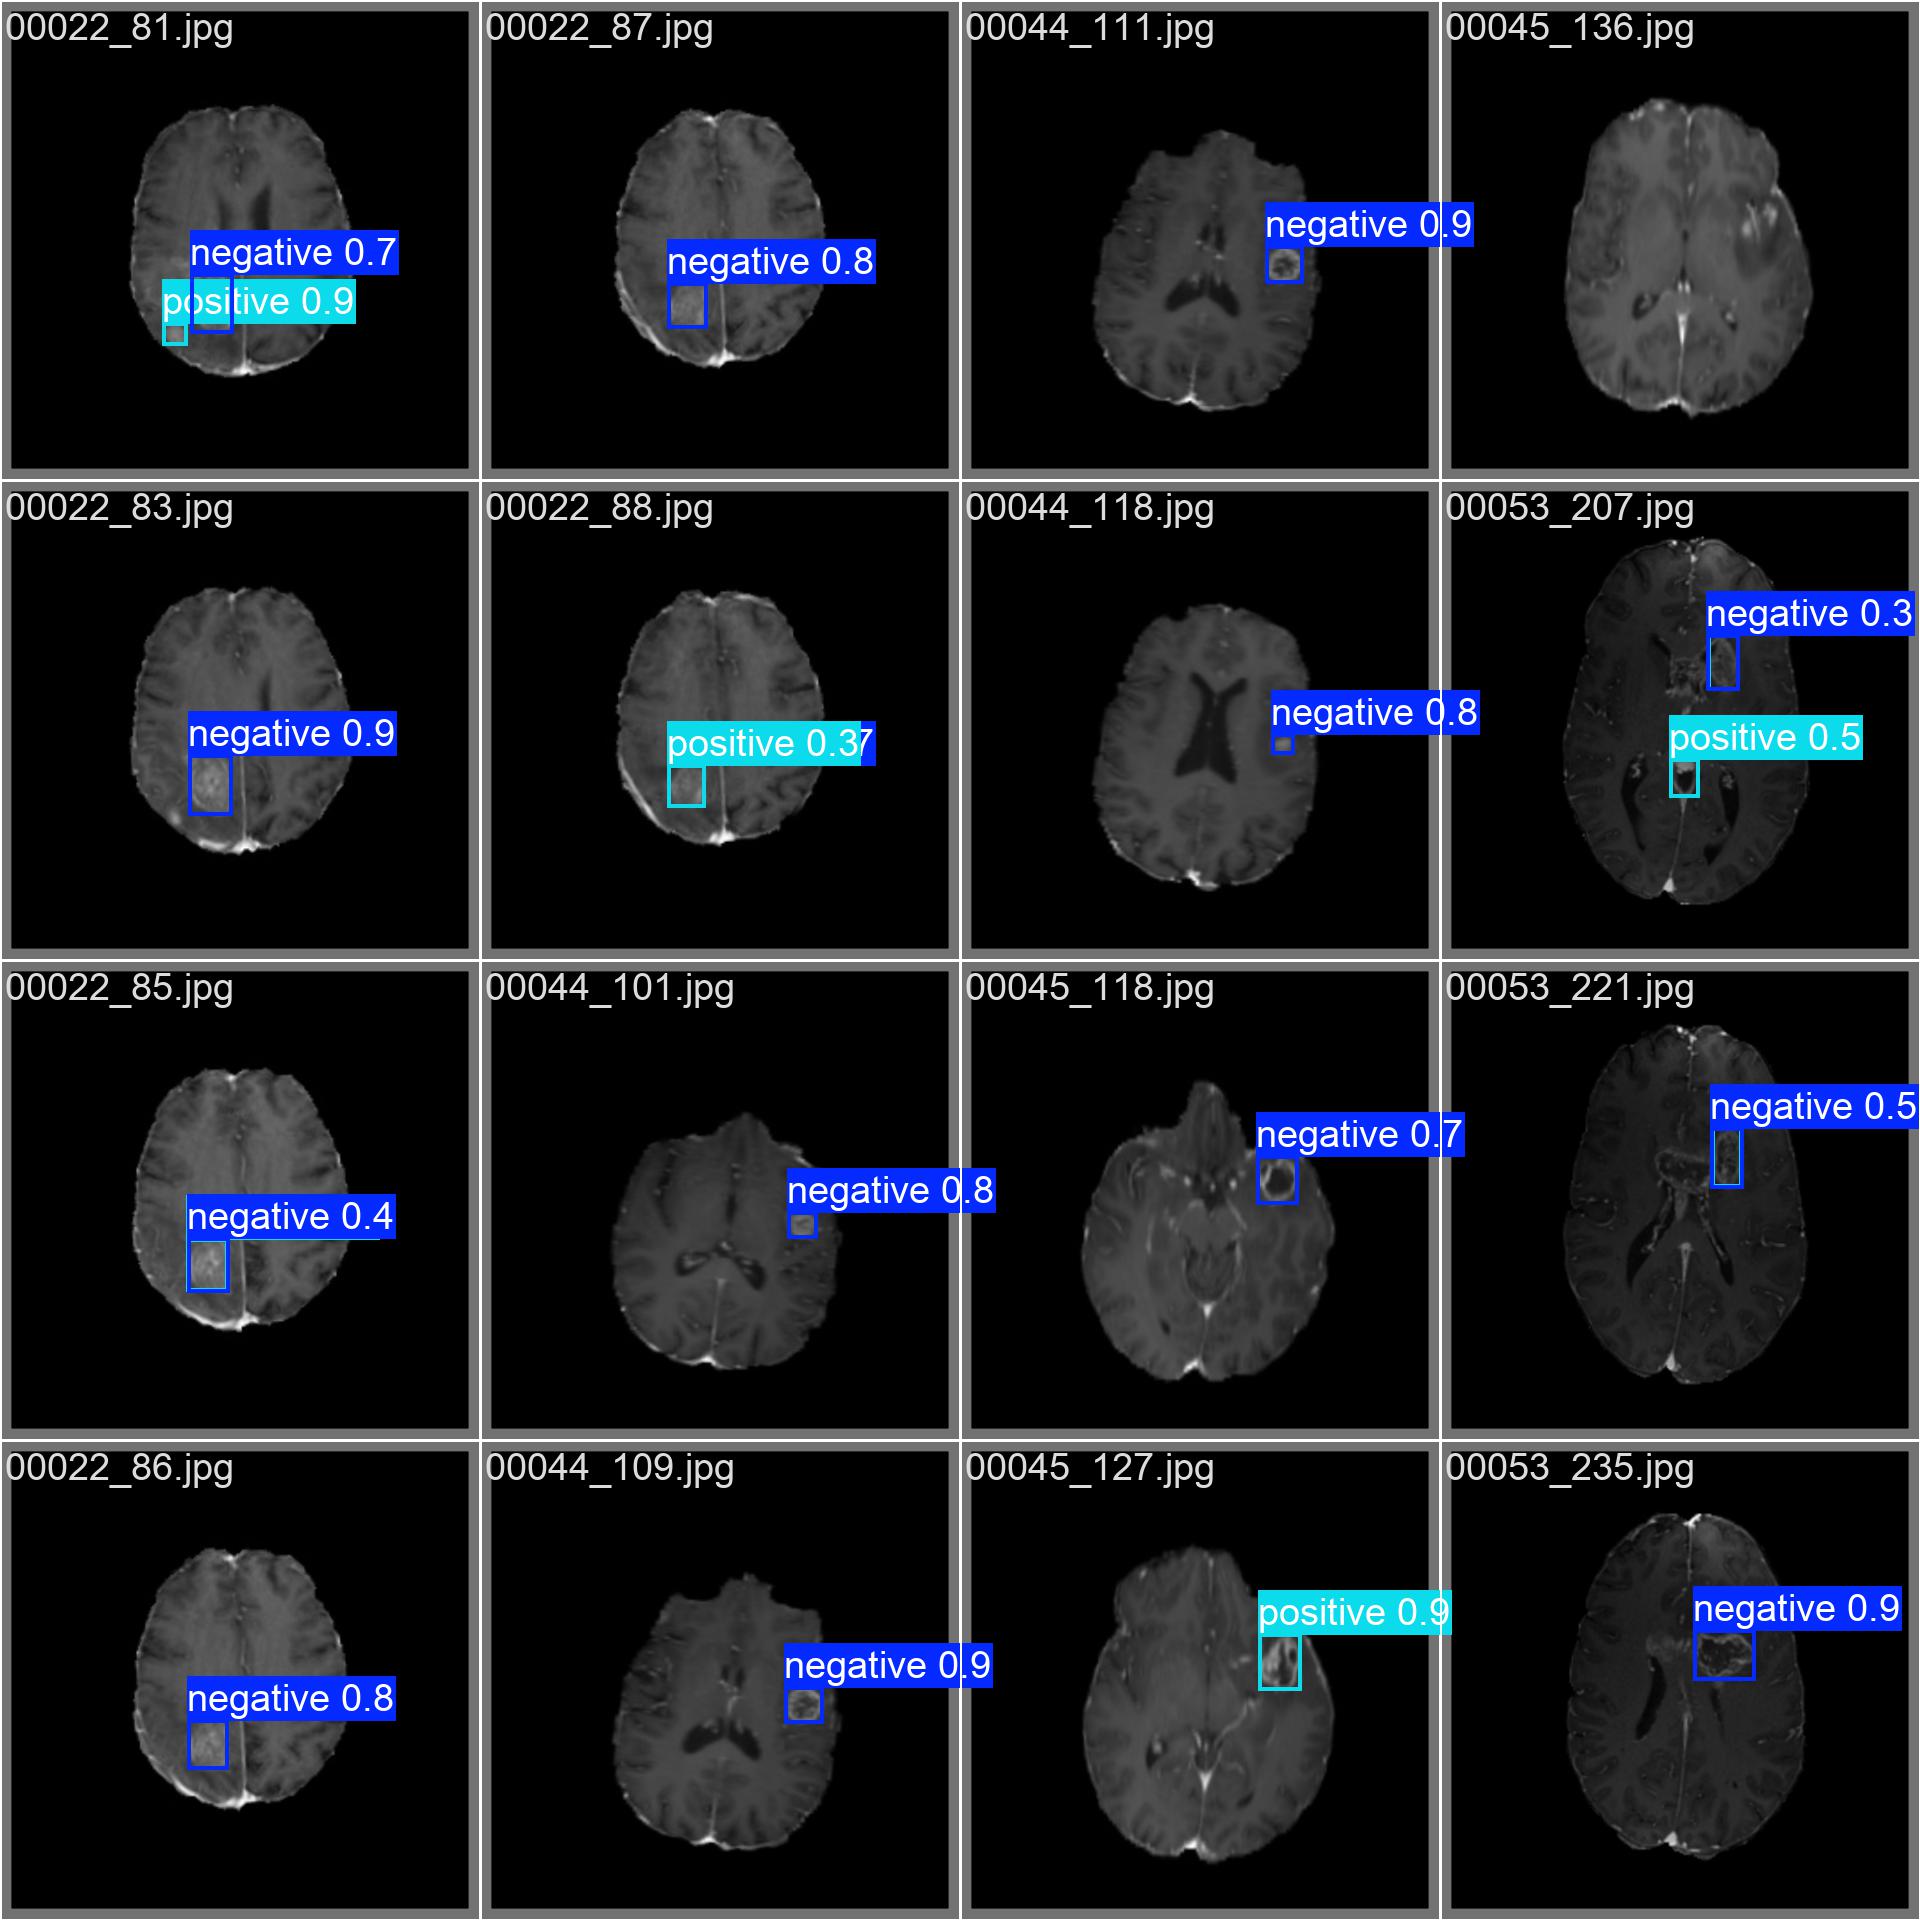 00022_81.jpg
negative 0.7
positive 0.9
00022_87.jpg
negative 0.8
00044_111.jpg
negative 0.9
00045_136.jpg
00022_83.jpg
negative 0.9
00022_88.jpg
positive 0.3
7
00044_118.jpg
negative 0.8
00053_207.jpg
negative 0.3
positive 0.5
00022_85.jpg
negative 0.4
00044_101.jpg
negative 0.8
00045_118.jpg
negative 0.7
00053_221.jpg
negative 0.5
00022_86.jpg
negative 0.8
00044_109.jpg
negative 0.9
00045_127.jpg
positive 0.9
00053_235.jpg
negative 0.9